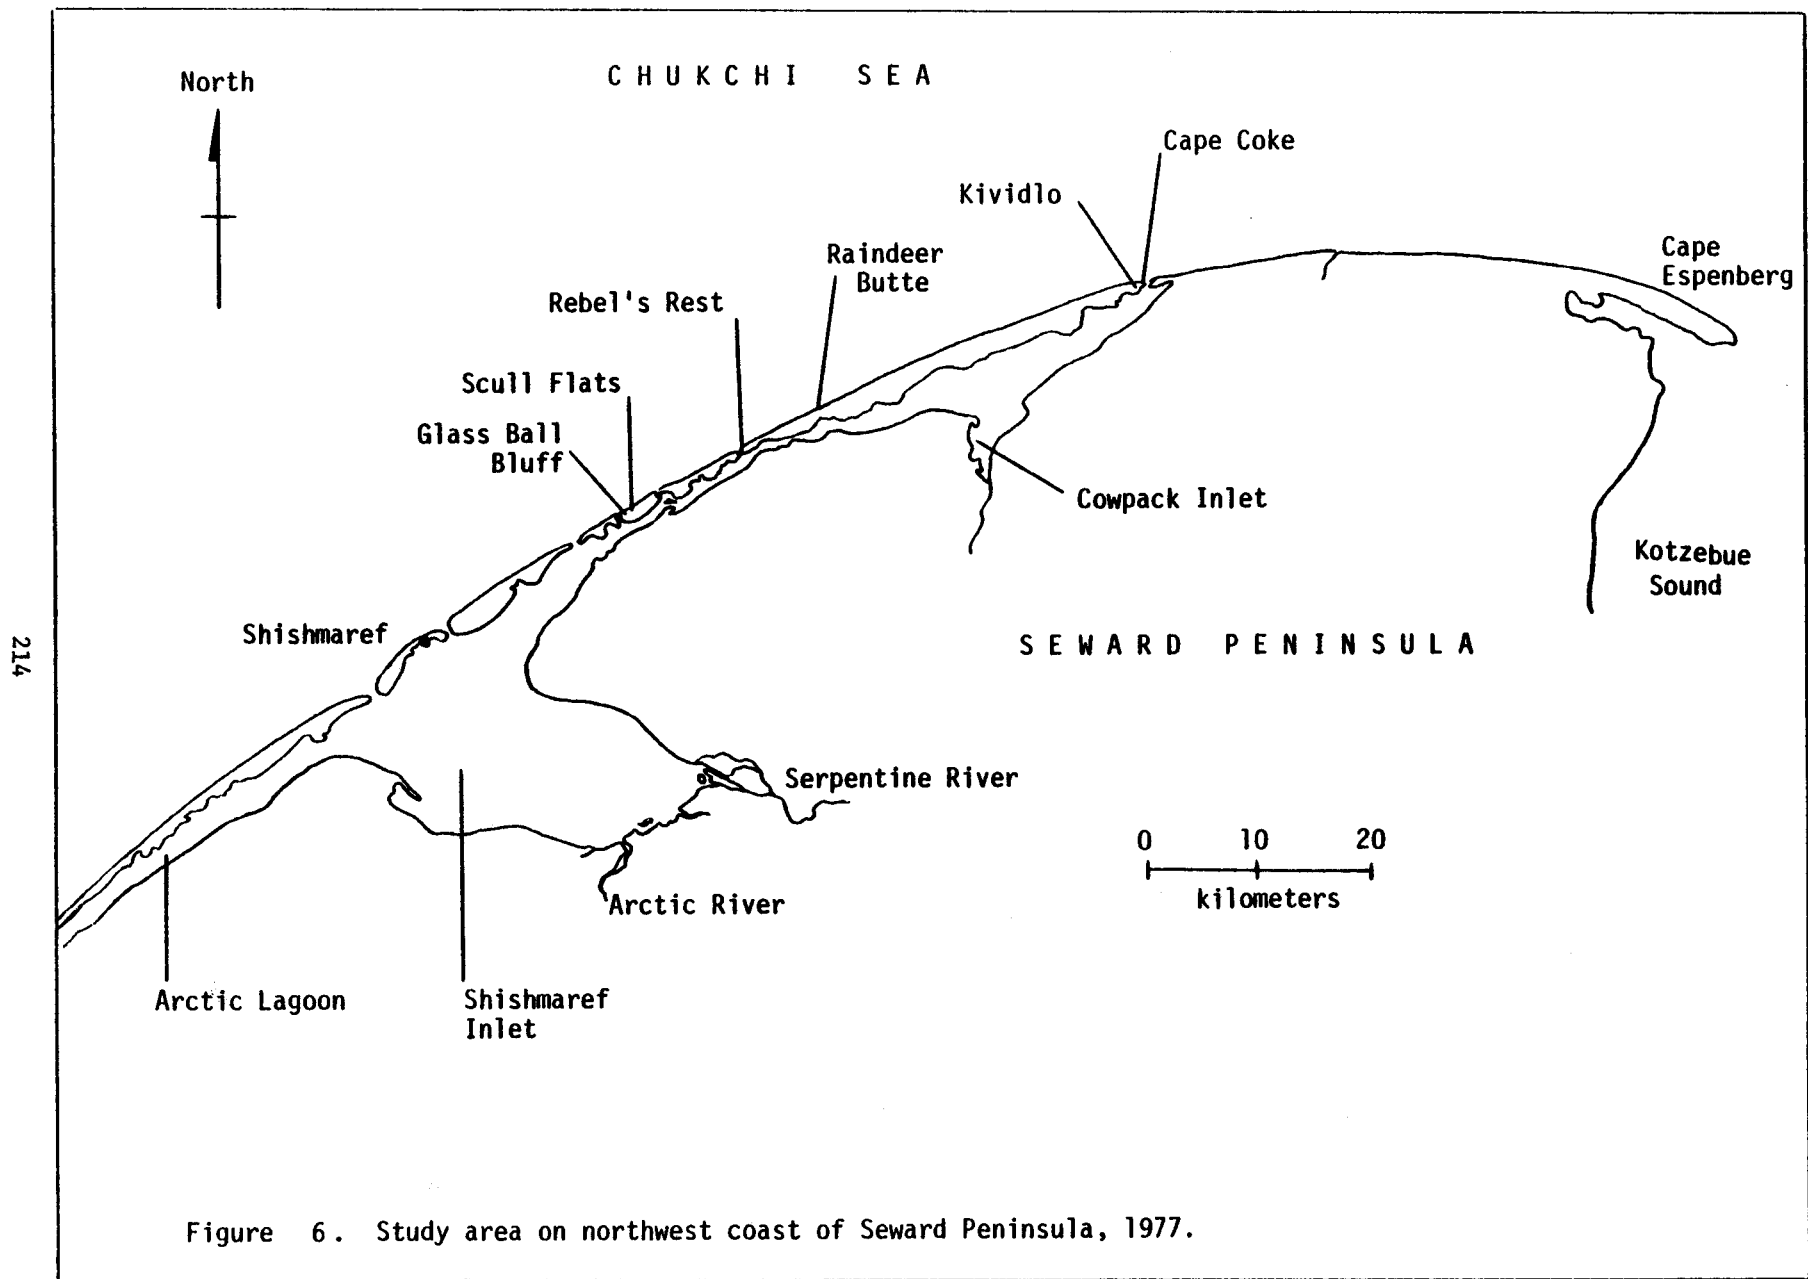 CHUKCHI SEA
North
Cape Coke
Kividlo
Raindeer
Butte
Cape
Espenberg
Rebel's Rest
Scull Flats
Glass Ball
Bluff
Cowpack Inlet
Kotzebue
Sound
Shishmaref
SEWARD PENINSULA
214
Serpentine River
0 10 20
kilometers
Arctic River
Arctic Lagoon
Shishmaref
Inlet
Figure 6. Study area on northwest coast of Seward Peninsula, 1977.